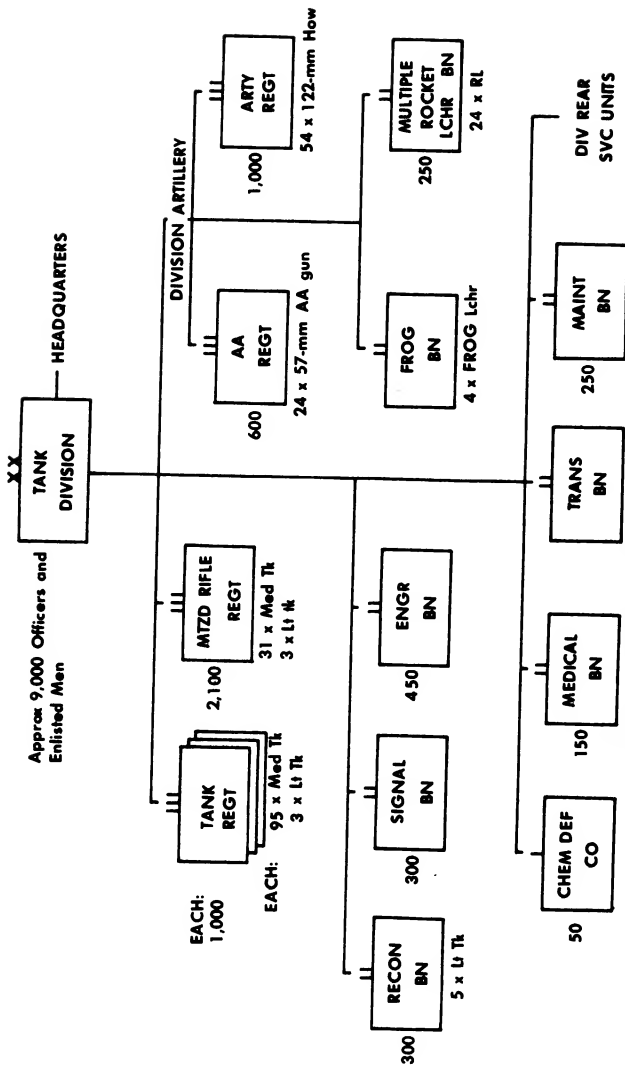 XX
TANK
DIVISION
HEADQUARTERS
Approx 9,000 Officers and
Enlisted Men
EACH:
1,000
TANK
REGT
EACH:
95 x Med Tk
3 x Lt Tk
2,100
MTZD RIFLE
REGT
31 x Med Tk
3 x Lt tk
DIVISION ARTILLERY
600
AA
REGT
24 x 57-mm AA gun
1,000
ARTY
REGT
54 x 122-mm How
FROG
BN
4 x FROG Lchr
250
MULTIPLE
ROCKET
LCHR BN
24 x RL
300
RECON
BN
5 x Lt Tk
300
SIGNAL
BN
450
ENGR
BN
50
CHEM DEF
CO
150
MEDICAL
BN
TRANS
BN
250
MAINT
BN
DIV REAR
SVC UNITS